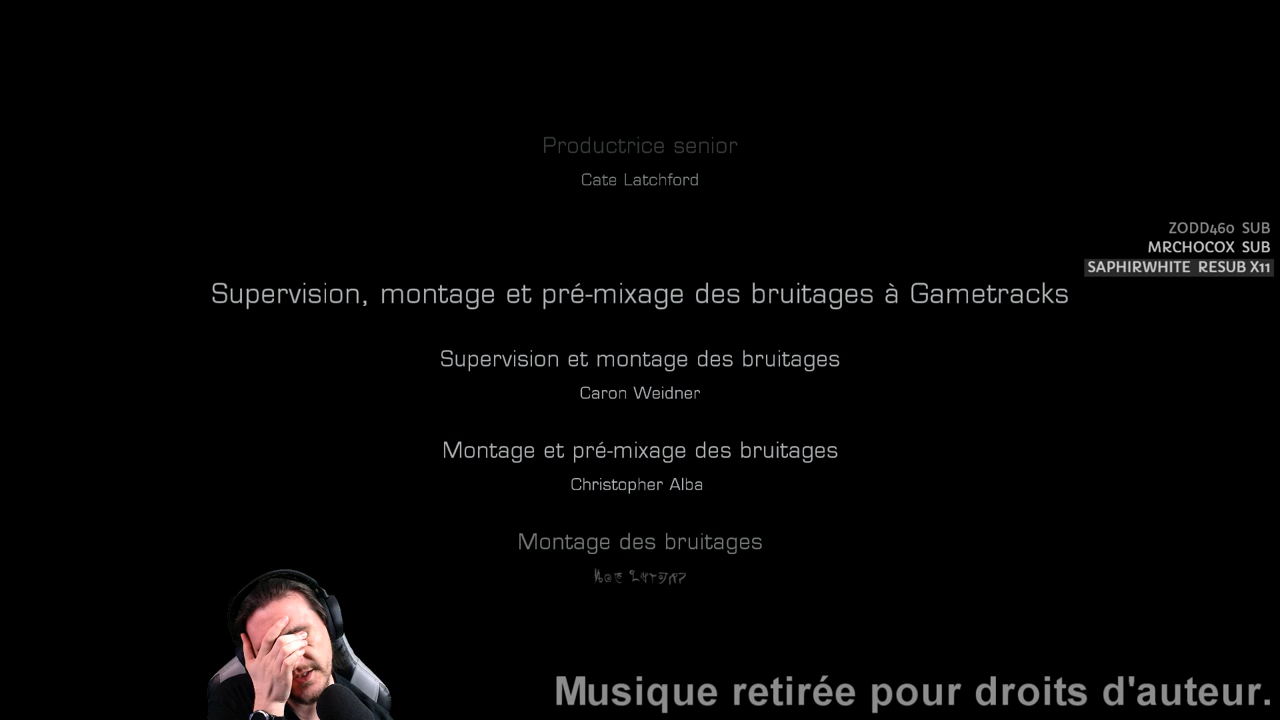 Productrice senior
Cate Latchford
ZODD460 SUB
MRCHOCOX SUB
SAPHIRWHITE RESUB X11
Supervision, montage et pré-mixage des bruitages à Gametracks
Supervision et montage des bruitages
Caron Weidner
Montage et pré-mixage des bruitages
Christopher Alba
Montage des bruitages
Musique retirée pour droits d'auteur.